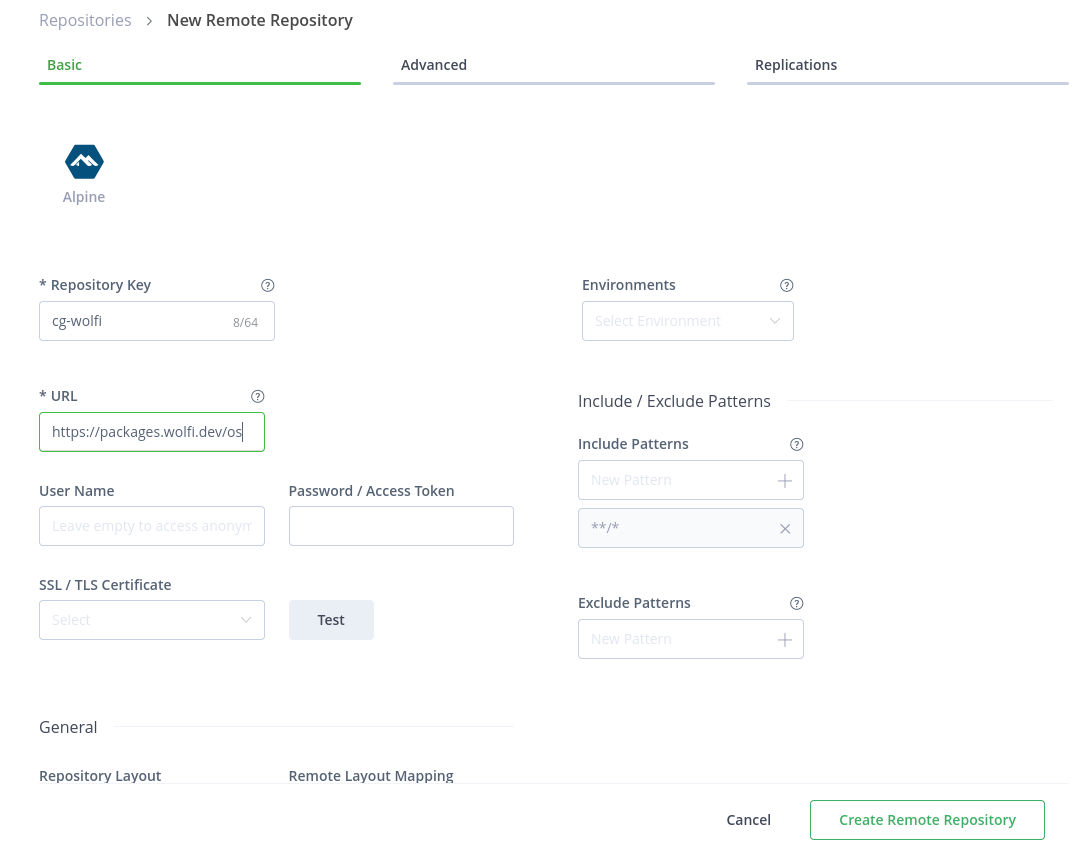 Repositories > New Remote Repository
Basic
Advanced
Replications
Alpine
* Repository Key
cg-wolfi
8/64
Environments
Select Environment
* URL
https://packages.wolfi.dev/os
Include / Exclude Patterns
Include Patterns
New Pattern
**/*
User Name
Leave empty to access anonym
Password / Access Token
SSL / TLS Certificate
Select
Test
Exclude Patterns
New Pattern
General
Repository Layout
Remote Layout Mapping
Cancel
Create Remote Repository